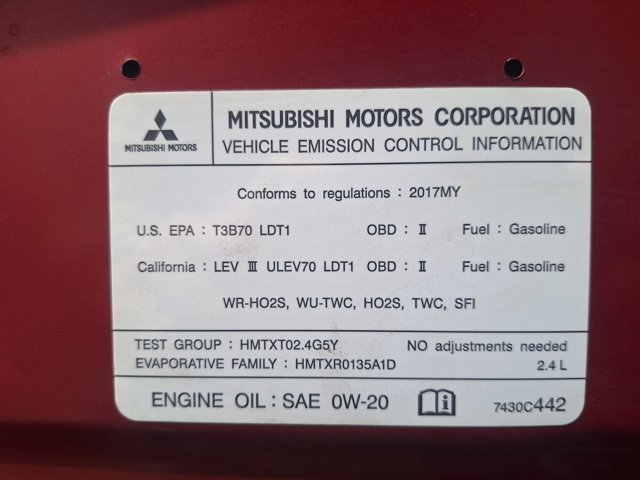 MITSUBISHI MOTORS
MITSUBISHI MOTORS CORPORATION
VEHICLE EMISSION CONTROL INFORMATION
Conforms to regulations : 2017MY
U.S. EPA : T3B70 LDT1 OBD : Ⅱ Fuel : Gasoline
California : LEV Ⅲ ULEV70 LDT1 OBD : Ⅱ Fuel : Gasoline
WR-HO2S, WU-TWC, HO2S, TWC, SFI
TEST GROUP : HMTXT02.4G5Y NO adjustments needed
EVAPORATIVE FAMILY : HMTXR0135A1D 2.4 L
ENGINE OIL : SAE 0W-20 i 7430C442